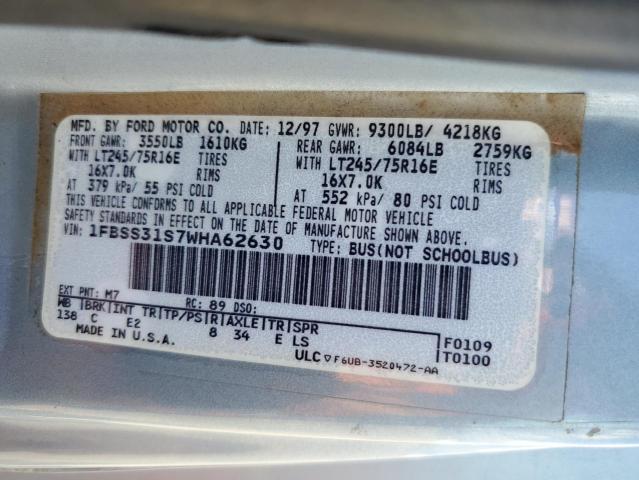 MFD. BY FORD MOTOR CO. DATE: 12/97 GVWR: 9300LB/ 4218KG
FRONT GAWR: 3550LB 1610KG REAR GAWR: 6084LB 2759KG
WITH LT245/75R16E TIRES WITH LT245/75R16E TIRES
16X7.0K RIMS 16X7.0K RIMS
AT 379 kPa/ 55 PSI COLD AT 552 kPa/ 80 PSI COLD
THIS VEHICLE CONFORMS TO ALL APPLICABLE FEDERAL MOTOR VEHICLE
SAFETY STANDARDS IN EFFECT ON THE DATE OF MANUFACTURE SHOWN ABOVE.
VIN: 1FBSS31S7WHA62630 TYPE: BUS(NOT SCHOOLBUS)
EXT PNT: M7 RC: 89 DSO:
WB |BRK|INT TR|TP/PS|R|AXLE|TR|SPR F0109
138 C E2 8 34 E LS T0100
MADE IN U.S.A. ULC ▽F6UB-3520472-AA